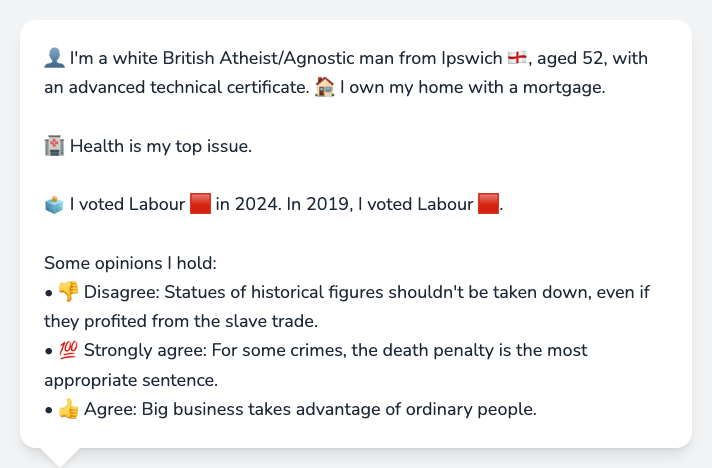 👤 I'm a white British Atheist/Agnostic man from Ipswich 🏴󠁧󠁢󠁥󠁮󠁧󠁿, aged 52, with
an advanced technical certificate. 🏠 I own my home with a mortgage.
🏥 Health is my top issue.
🗳️ I voted Labour 🟥 in 2024. In 2019, I voted Labour 🟥.
Some opinions I hold:
• 👎 Disagree: Statues of historical figures shouldn't be taken down, even if
they profited from the slave trade.
• 💯 Strongly agree: For some crimes, the death penalty is the most
appropriate sentence.
• 👍 Agree: Big business takes advantage of ordinary people.